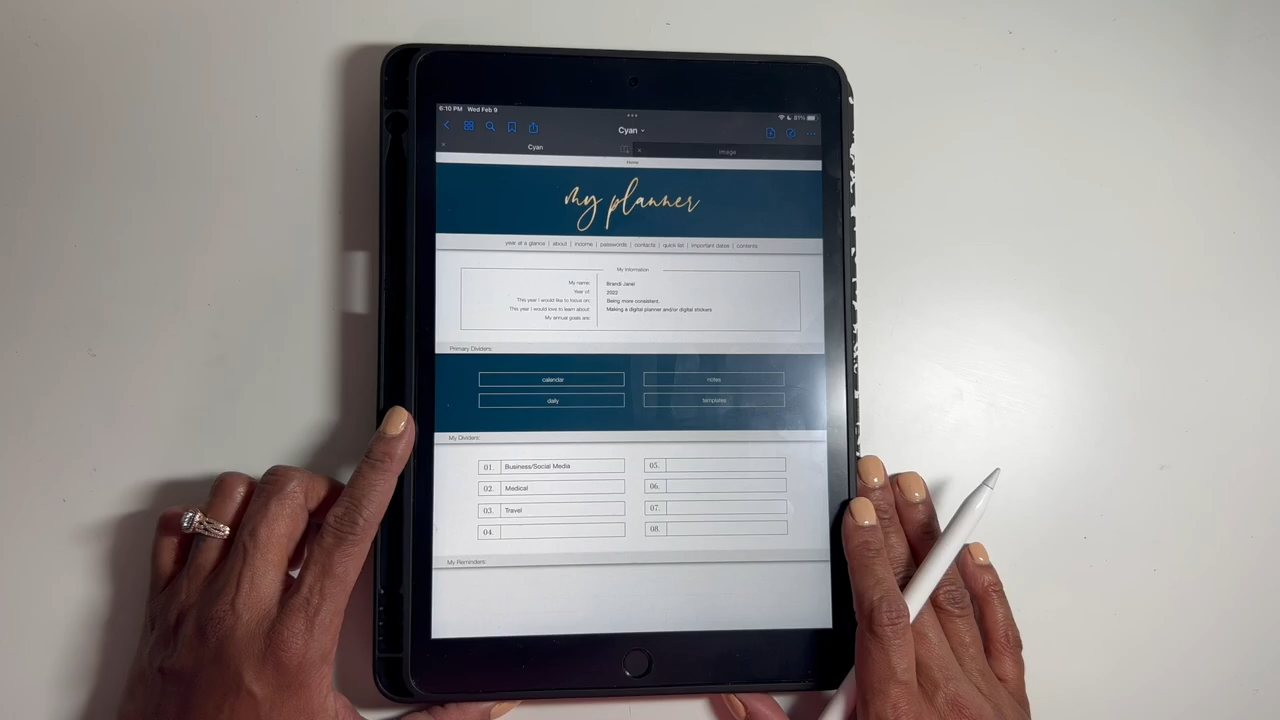 6:10 PM Wed Feb 9
81%
Cyan
Cyan
image
Home
my planner
year at a glance | about | income | passwords | contacts | quick list | important dates | contents
My Information
My name: Brandi Janel
Year of: 2022
This year I would like to focus on: Being more consistent.
This year I would love to learn about: Making a digital planner and/or digital stickers
My annual goals are:
Primary Dividers:
calendar notes
daily templates
My Dividers:
01. Business/Social Media 05.
02. Medical 06.
03. Travel 07.
04. 08.
My Reminders: